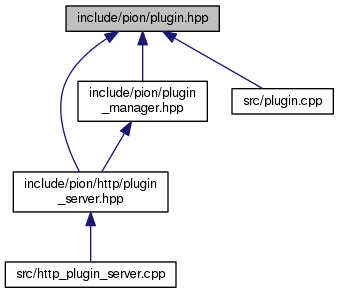 include/pion/plugin.hpp
include/pion/plugin
_manager.hpp
src/plugin.cpp
include/pion/http/plugin
_server.hpp
src/http_plugin_server.cpp